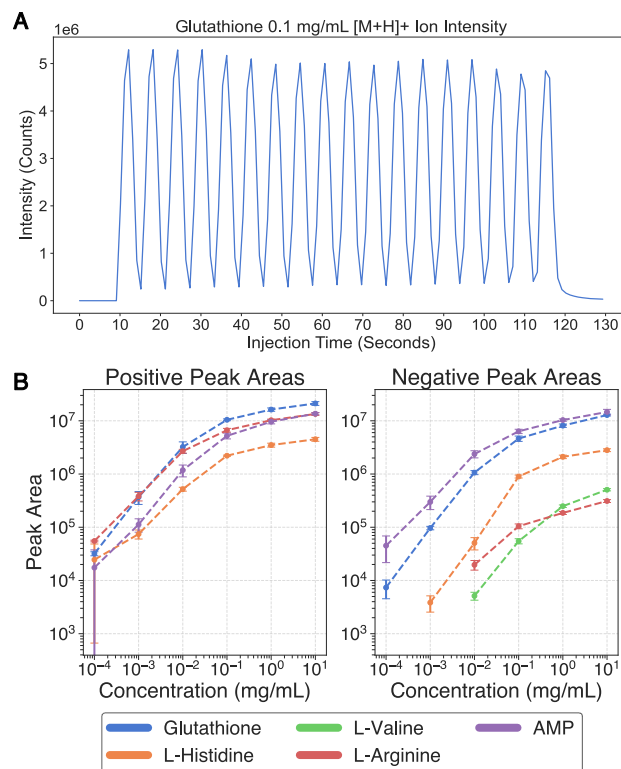 A
Glutathione 0.1 mg/mL [M+H]+ Ion Intensity
1e6
5
4
3
2
1
0
Intensity (Counts)
0 10 20 30 40 50 60 70 80 90 100 110 120 130
Injection Time (Seconds)
B
Positive Peak Areas Negative Peak Areas
10⁷ 10⁷
10⁶ 10⁶
10⁵ 10⁵
10⁴ 10⁴
10³ 10³
Peak Area
10⁻⁴ 10⁻³ 10⁻² 10⁻¹ 10⁰ 10¹ 10⁻⁴ 10⁻³ 10⁻² 10⁻¹ 10⁰ 10¹
Concentration (mg/mL) Concentration (mg/mL)
Glutathione L-Valine AMP
L-Histidine L-Arginine